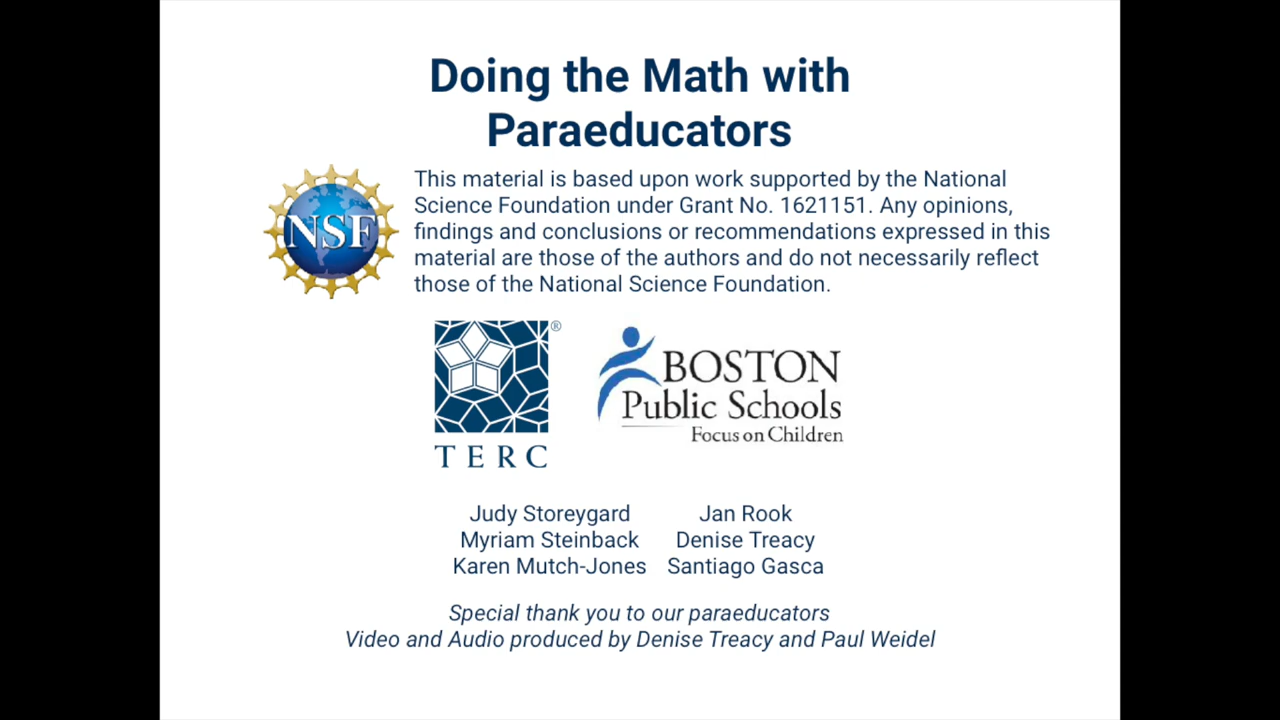 Doing the Math with
Paraeducators
This material is based upon work supported by the National
Science Foundation under Grant No. 1621151. Any opinions,
findings and conclusions or recommendations expressed in this
material are those of the authors and do not necessarily reflect
those of the National Science Foundation.
NSF
®
TERC
BOSTON
Public Schools
Focus on Children
Judy Storeygard Jan Rook
Myriam Steinback Denise Treacy
Karen Mutch-Jones Santiago Gasca
Special thank you to our paraeducators
Video and Audio produced by Denise Treacy and Paul Weidel